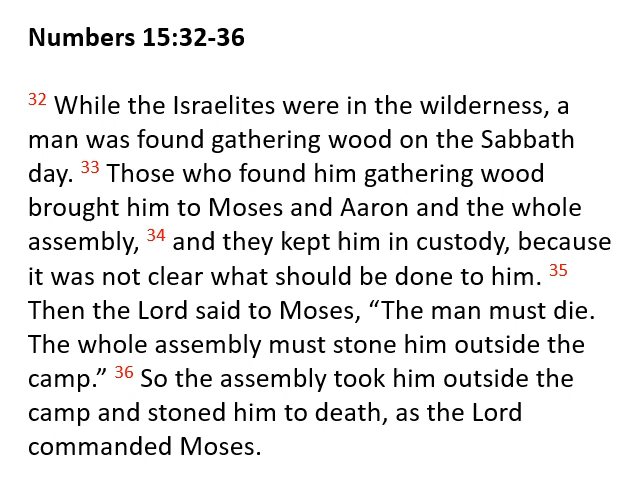 Numbers 15:32-36
32 While the Israelites were in the wilderness, a
man was found gathering wood on the Sabbath
day. 33 Those who found him gathering wood
brought him to Moses and Aaron and the whole
assembly, 34 and they kept him in custody, because
it was not clear what should be done to him. 35
Then the Lord said to Moses, “The man must die.
The whole assembly must stone him outside the
camp.” 36 So the assembly took him outside the
camp and stoned him to death, as the Lord
commanded Moses.